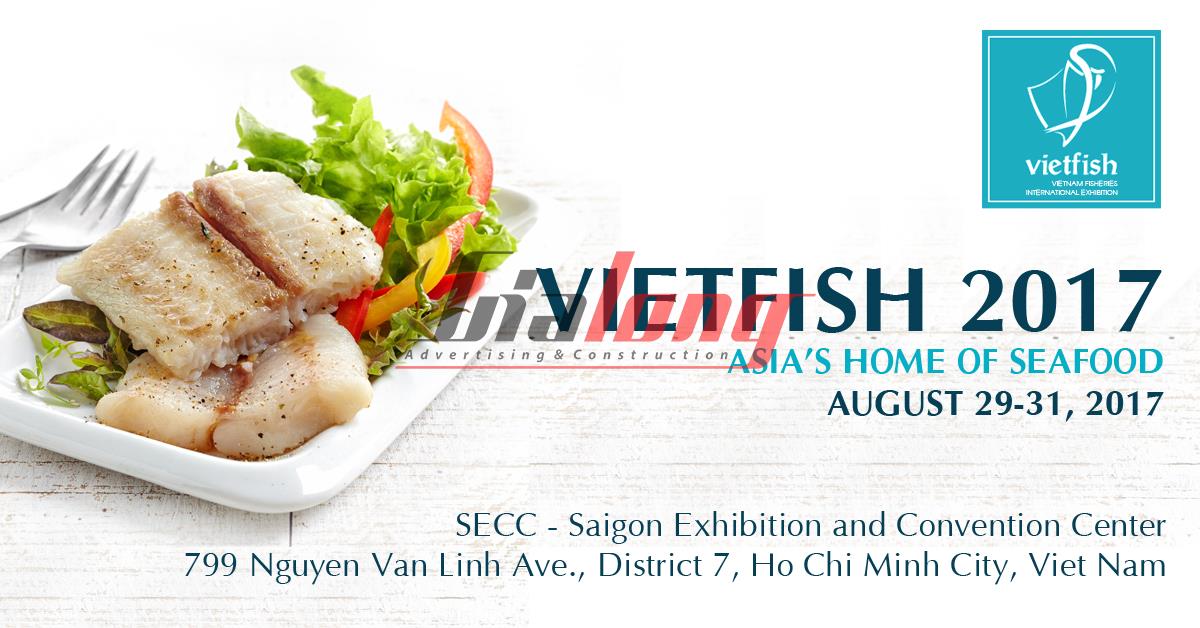 vietfish
VIETNAM FISHERIES
INTERNATIONAL EXHIBITION
VIETFISH 2017
Gialong
Advertising & Construction
ASIA'S HOME OF SEAFOOD
AUGUST 29-31, 2017
SECC - Saigon Exhibition and Convention Center
799 Nguyen Van Linh Ave., District 7, Ho Chi Minh City, Viet Nam